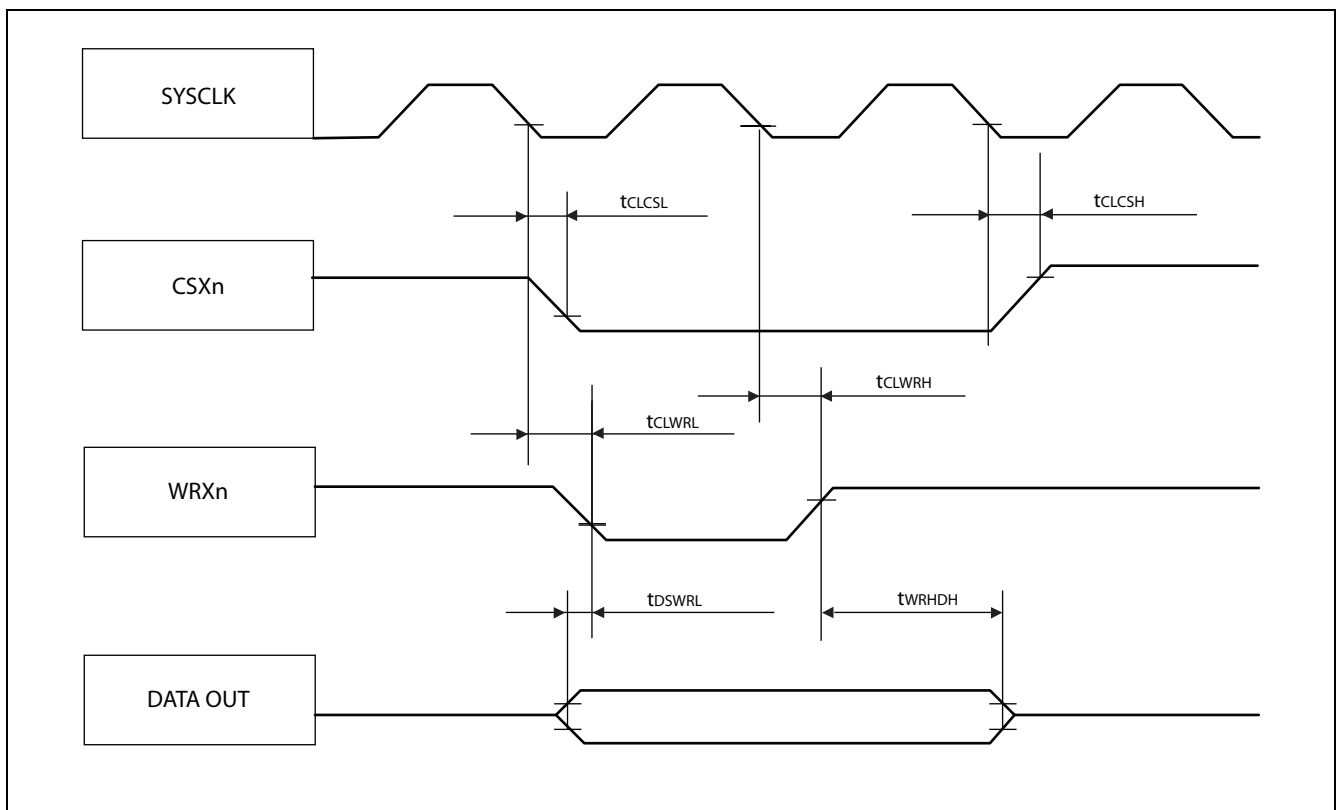 SYSCLK
tCLCSL
tCLCSH
CSXn
tCLWRH
tCLWRL
WRXn
tDSWRL
tWRHDH
DATA OUT